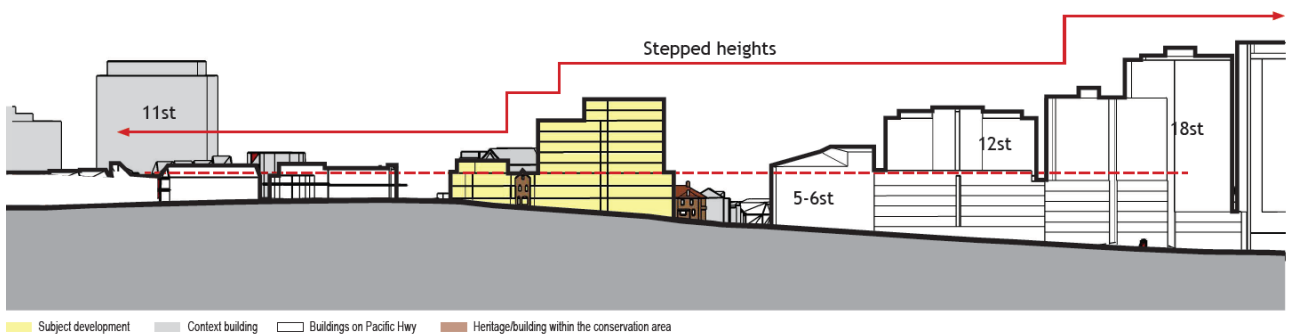 Stepped heights
11st
12st
18st
5-6st
Subject development
Context building
Buildings on Pacific Hwy
Heritage/building within the conservation area